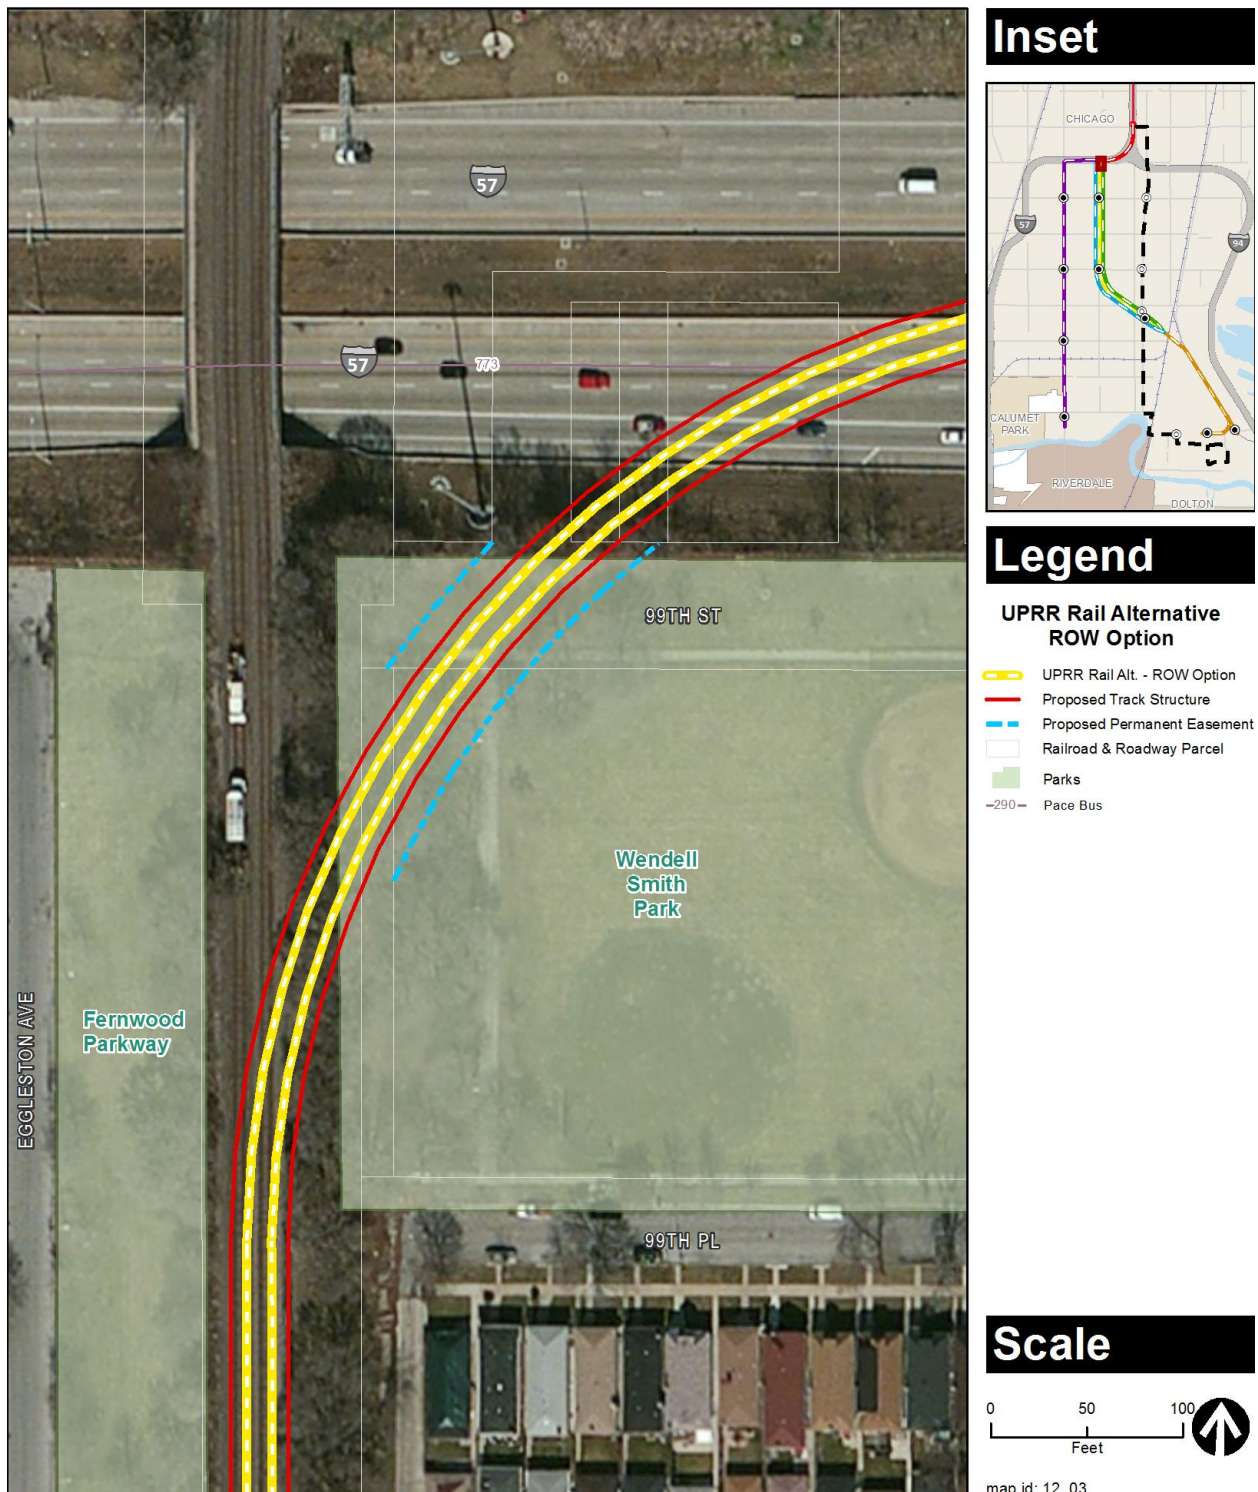 57
57
773
99TH ST
Wendell
Smith
Park
Fernwood
Parkway
EGGLESTON AVE
99TH PL
Inset
CHICAGO
57
94
CALUMET
PARK
RIVERDALE
DOLTON
Legend
UPRR Rail Alternative
ROW Option
UPRR Rail Alt. - ROW Option
Proposed Track Structure
Proposed Permanent Easement
Railroad & Roadway Parcel
Parks
290
Pace Bus
Scale
0 50 100
Feet
map id: 12_03